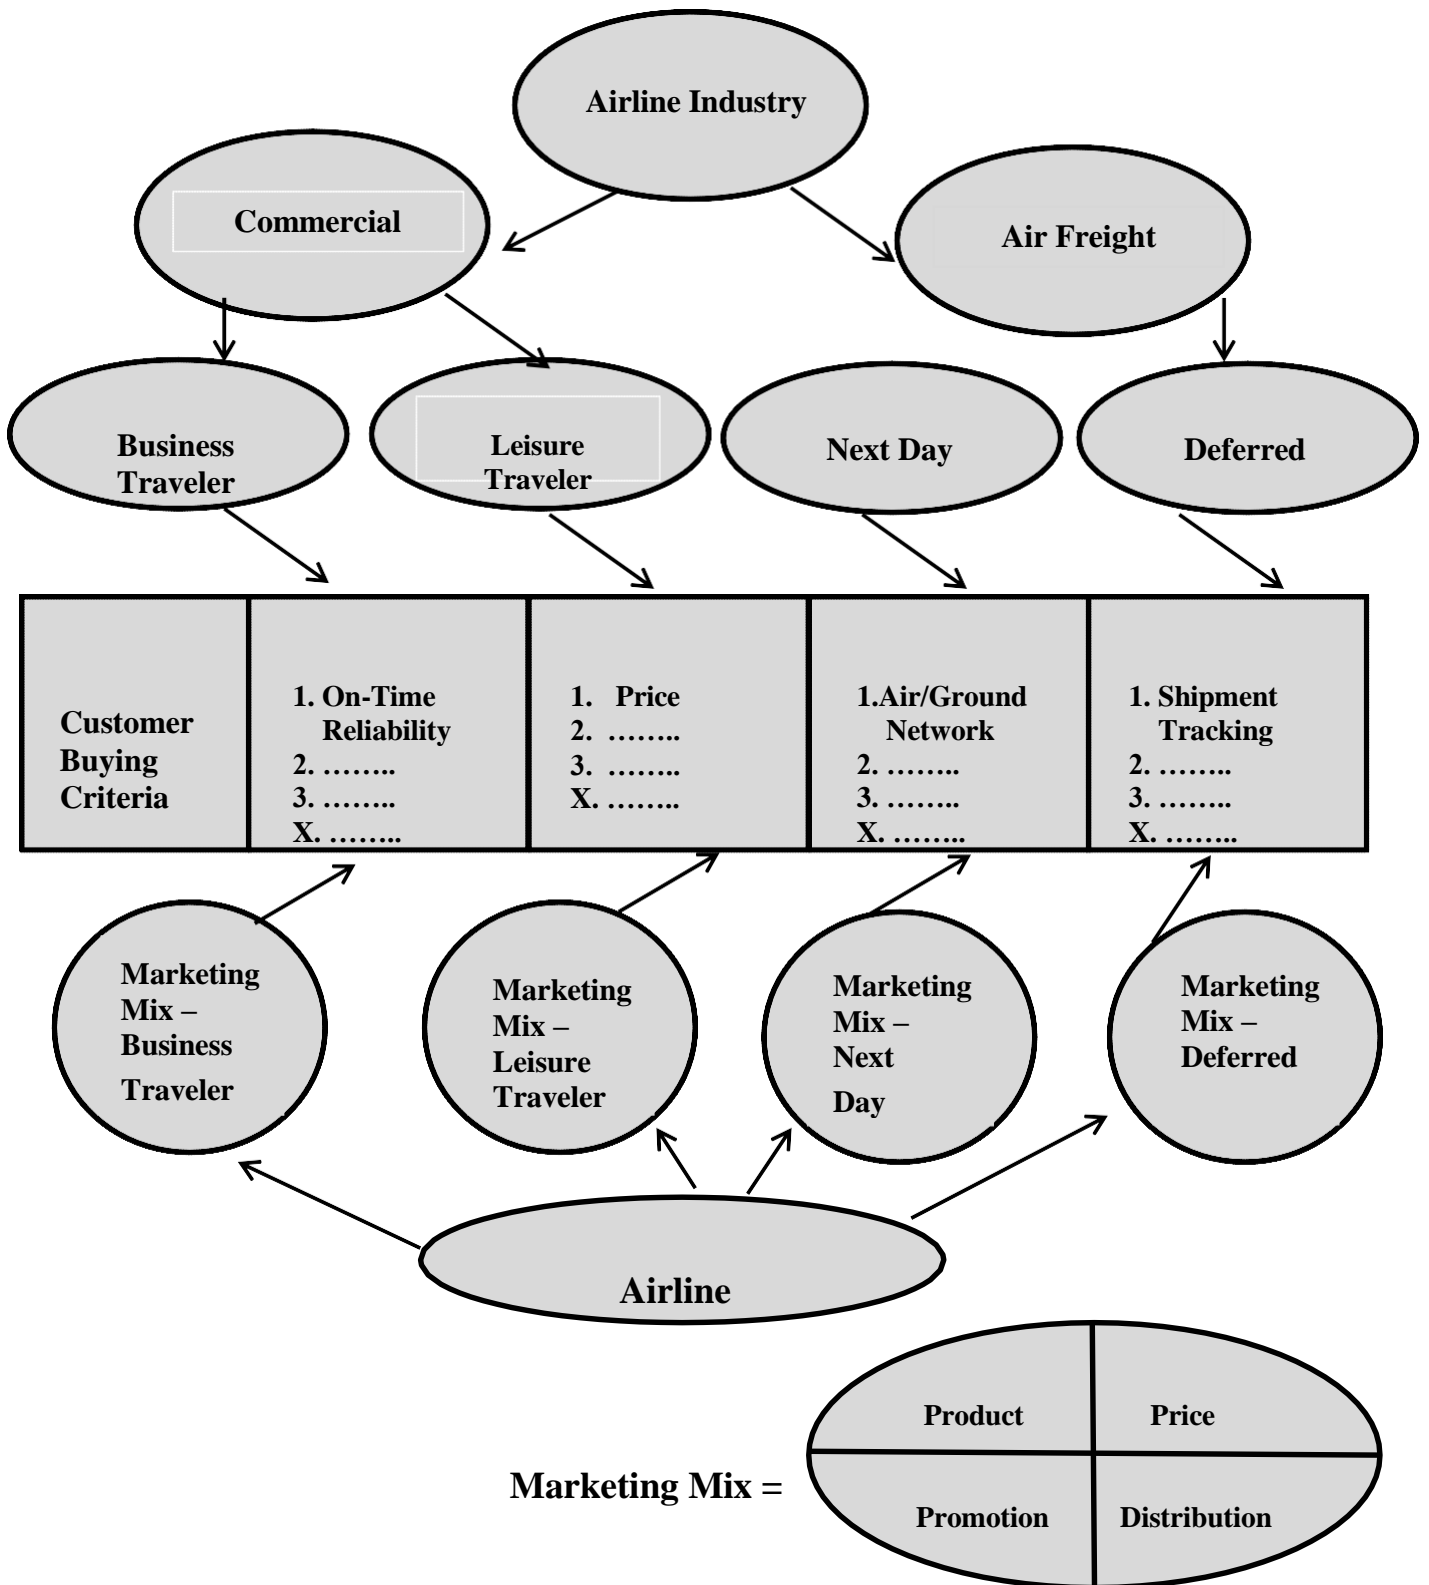 Airline Industry
Commercial
Air Freight
Business
Traveler
Leisure
Traveler
Next Day
Deferred
Customer
Buying
Criteria
1. On-Time
Reliability
2. ……..
3. ……..
X. ……..
1. Price
2. ……..
3. ……..
X. ……..
1.Air/Ground
Network
2. ……..
3. ……..
X. ……..
1. Shipment
Tracking
2. ……..
3. ……..
X. ……..
Marketing
Mix –
Business
Traveler
Marketing
Mix –
Leisure
Traveler
Marketing
Mix –
Next
Day
Marketing
Mix –
Deferred
Airline
Marketing Mix =
Product
Price
Promotion
Distribution